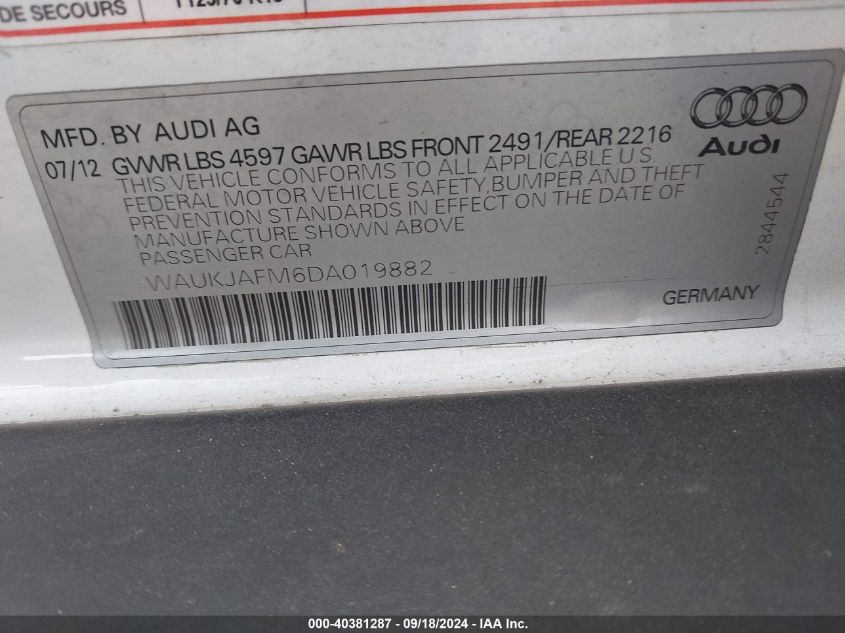 DE SECOURS
MFD. BY AUDI AG
07/12 GVWR LBS 4597 GAWR LBS FRONT 2491/REAR 2216
THIS VEHICLE CONFORMS TO ALL APPLICABLE U.S
FEDERAL MOTOR VEHICLE SAFETY,BUMPER AND THEFT
PREVENTION STANDARDS IN EFFECT ON THE DATE OF
MANUFACTURE SHOWN ABOVE
PASSENGER CAR
WAUKJAFM6DA019882
Audi
2844544
GERMANY
000-40381287 - 09/18/2024 - IAA Inc.